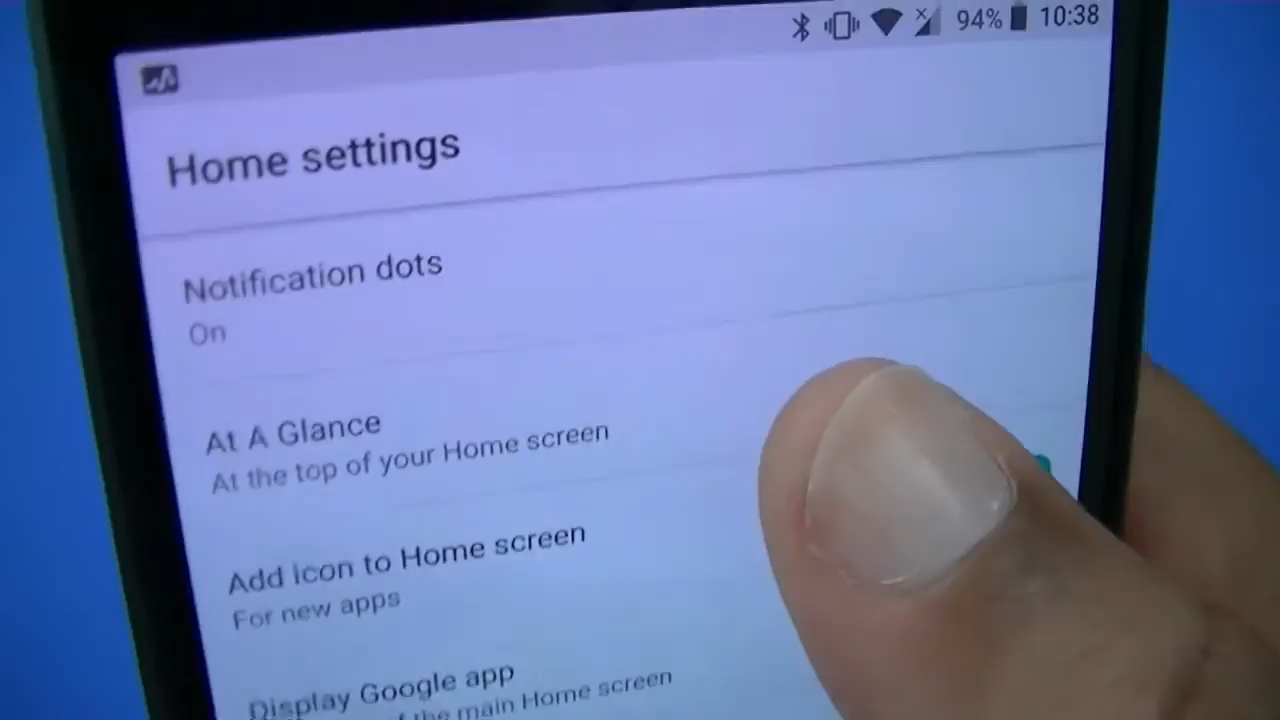 94% 10:38
Home settings
Notification dots
On
At A Glance
At the top of your Home screen
Add icon to Home screen
For new apps
Display Google app
the main Home screen